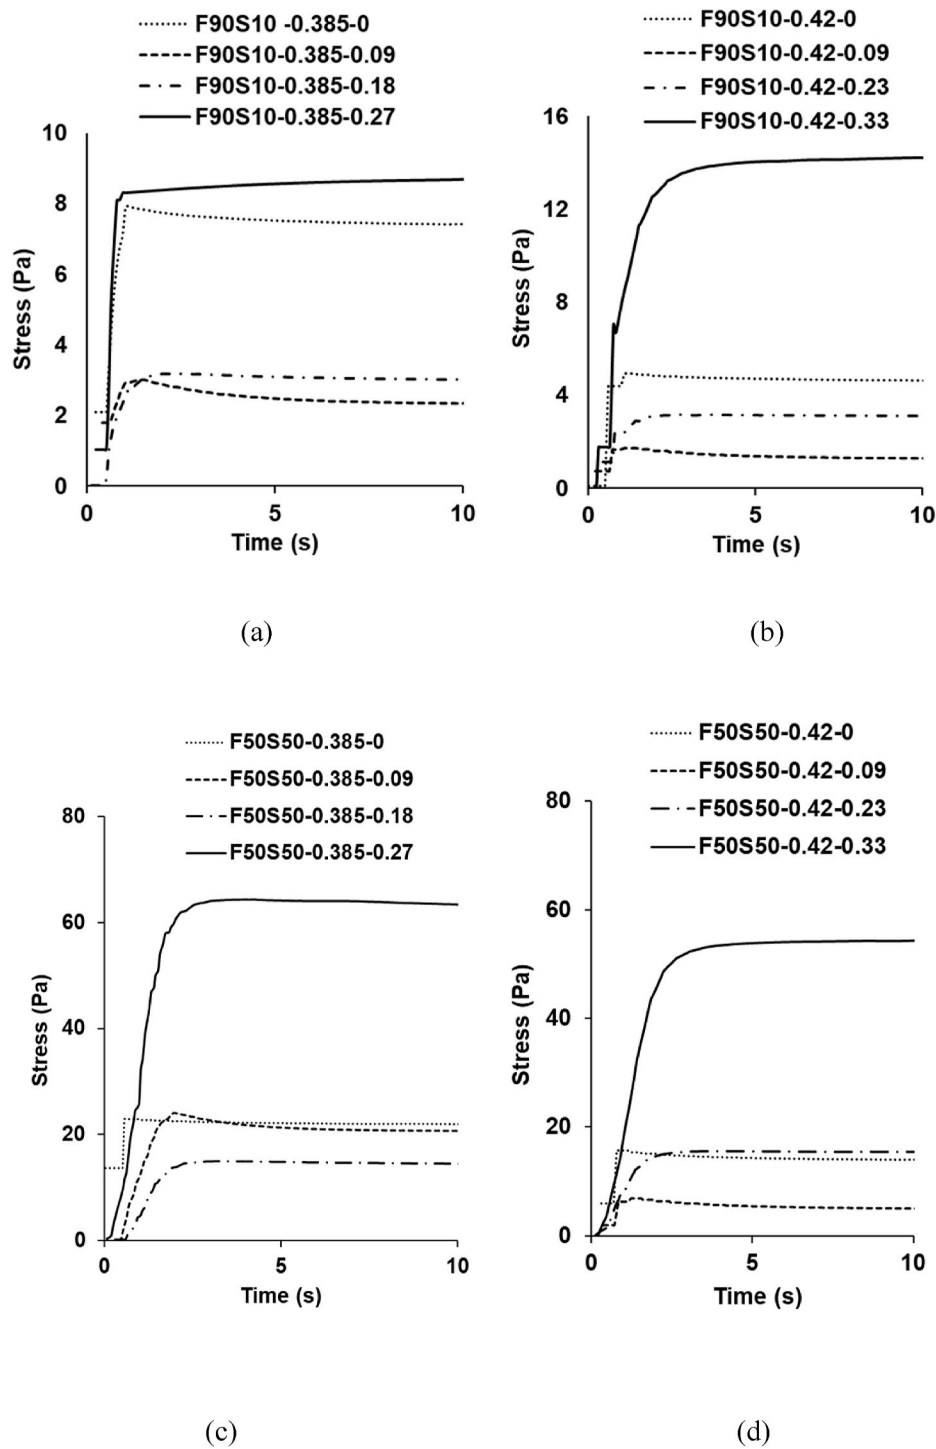 F90S10 -0.385-0
F90S10-0.385-0.09
F90S10-0.385-0.18
F90S10-0.385-0.27
10
8
6
4
2
0
Stress (Pa)
0 5 10
Time (s)
(a)
F90S10-0.42-0
F90S10-0.42-0.09
F90S10-0.42-0.23
F90S10-0.42-0.33
16
12
8
4
0
Stress (Pa)
0 5 10
Time (s)
(b)
F50S50-0.385-0
F50S50-0.385-0.09
F50S50-0.385-0.18
F50S50-0.385-0.27
80
60
40
20
0
Stress (Pa)
0 5 10
Time (s)
(c)
F50S50-0.42-0
F50S50-0.42-0.09
F50S50-0.42-0.23
F50S50-0.42-0.33
80
60
40
20
0
Stress (Pa)
0 5 10
Time (s)
(d)